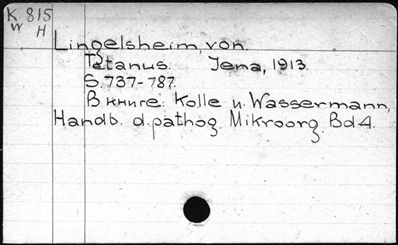 K 815
W H
Lingelsheim, von.
Tetanus. Jena, 1913.
S. 737-787.
В книге: Kolle и. Wassermann,
Handb. d. pathog. Mikroorg. Bd 4.